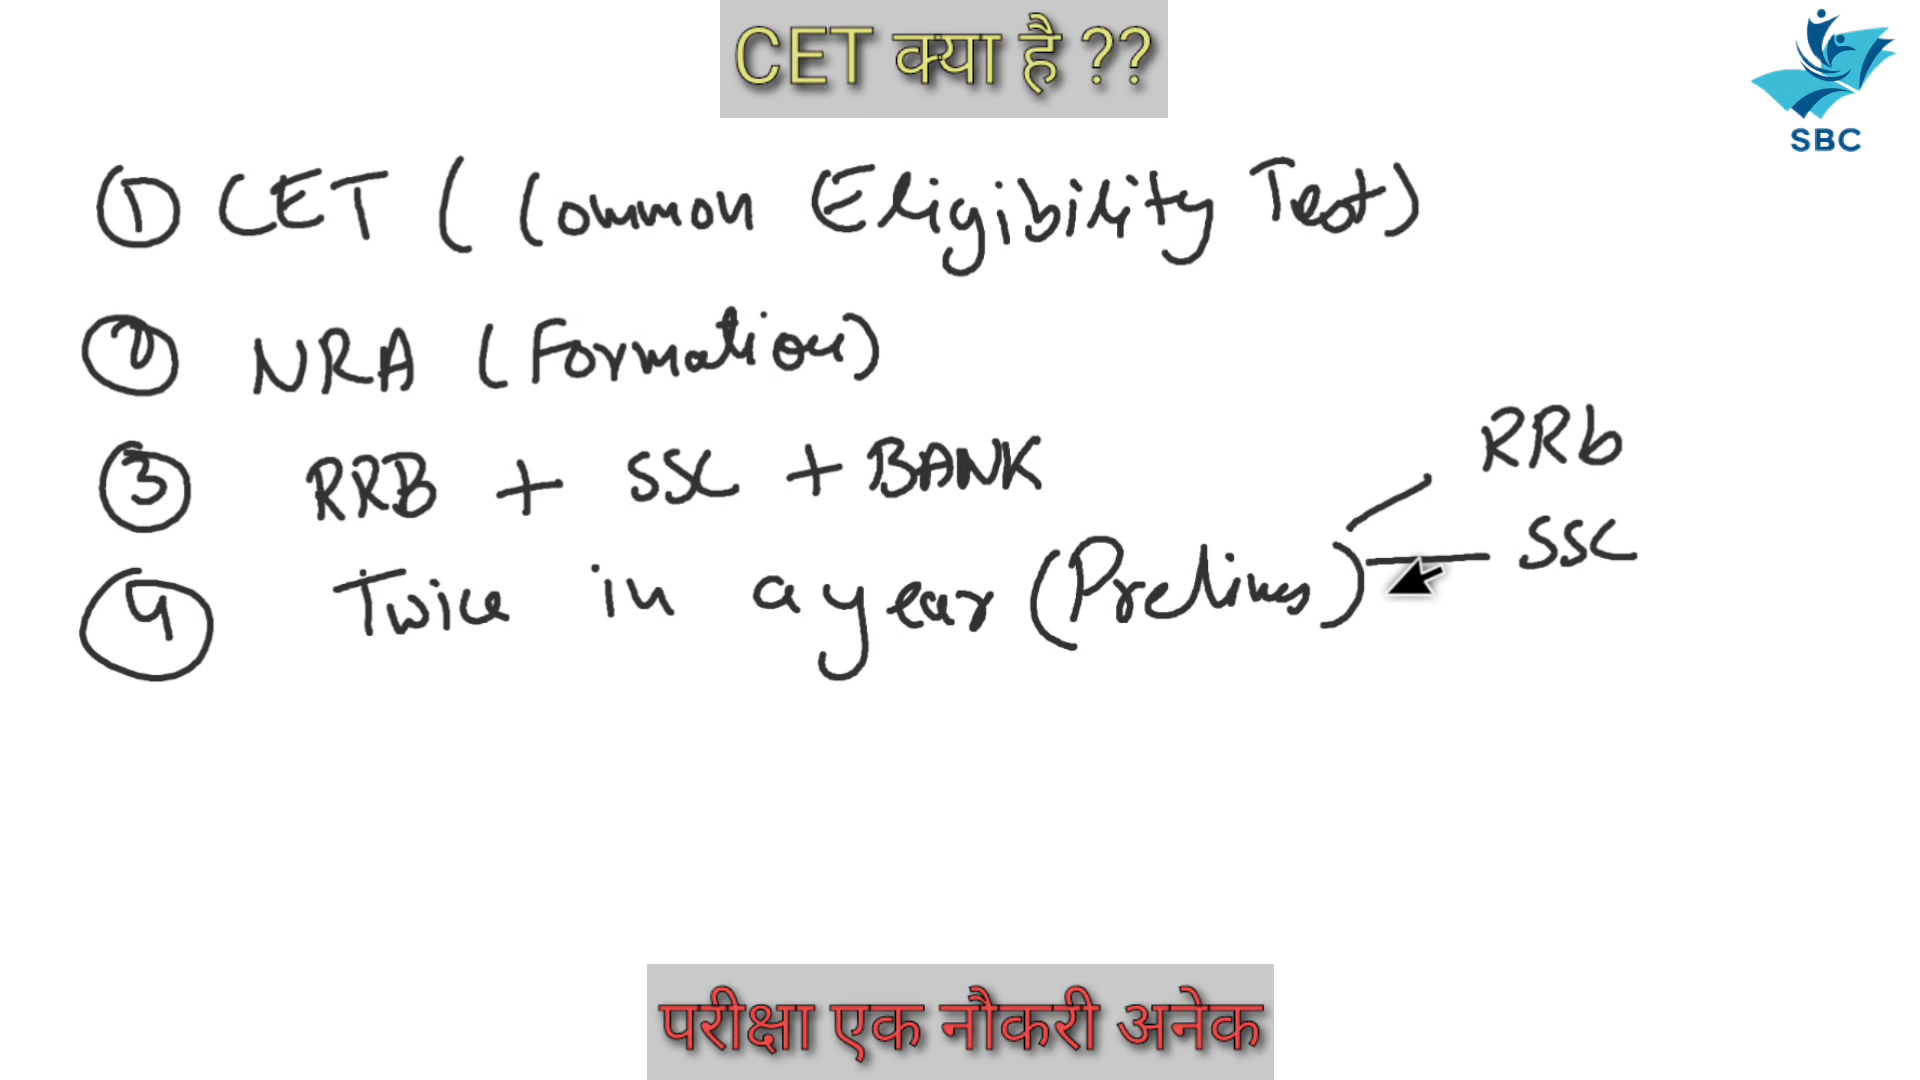 CET क्या है ??
SBC
① CET (Common Eligibility Test)
② NRA (Formation)
③ RRB + SSC + BANK
④ Twice in a year (Prelims)
RRb
SSC
परीक्षा एक नौकरी अनेक